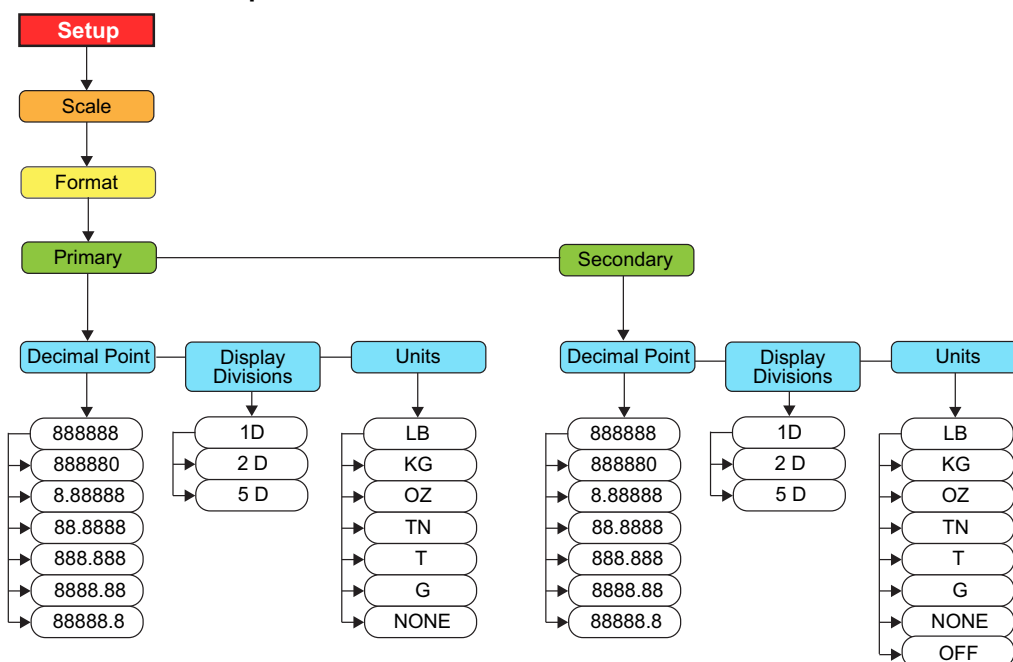 Setup
Scale
Format
Primary
Secondary
Decimal Point
Display
Divisions
Units
Decimal Point
Display
Divisions
Units
888888
888880
8.88888
88.8888
888.888
8888.88
88888.8
1D
2 D
5 D
LB
KG
OZ
TN
T
G
NONE
888888
888880
8.88888
88.8888
888.888
8888.88
88888.8
1D
2 D
5 D
LB
KG
OZ
TN
T
G
NONE
OFF